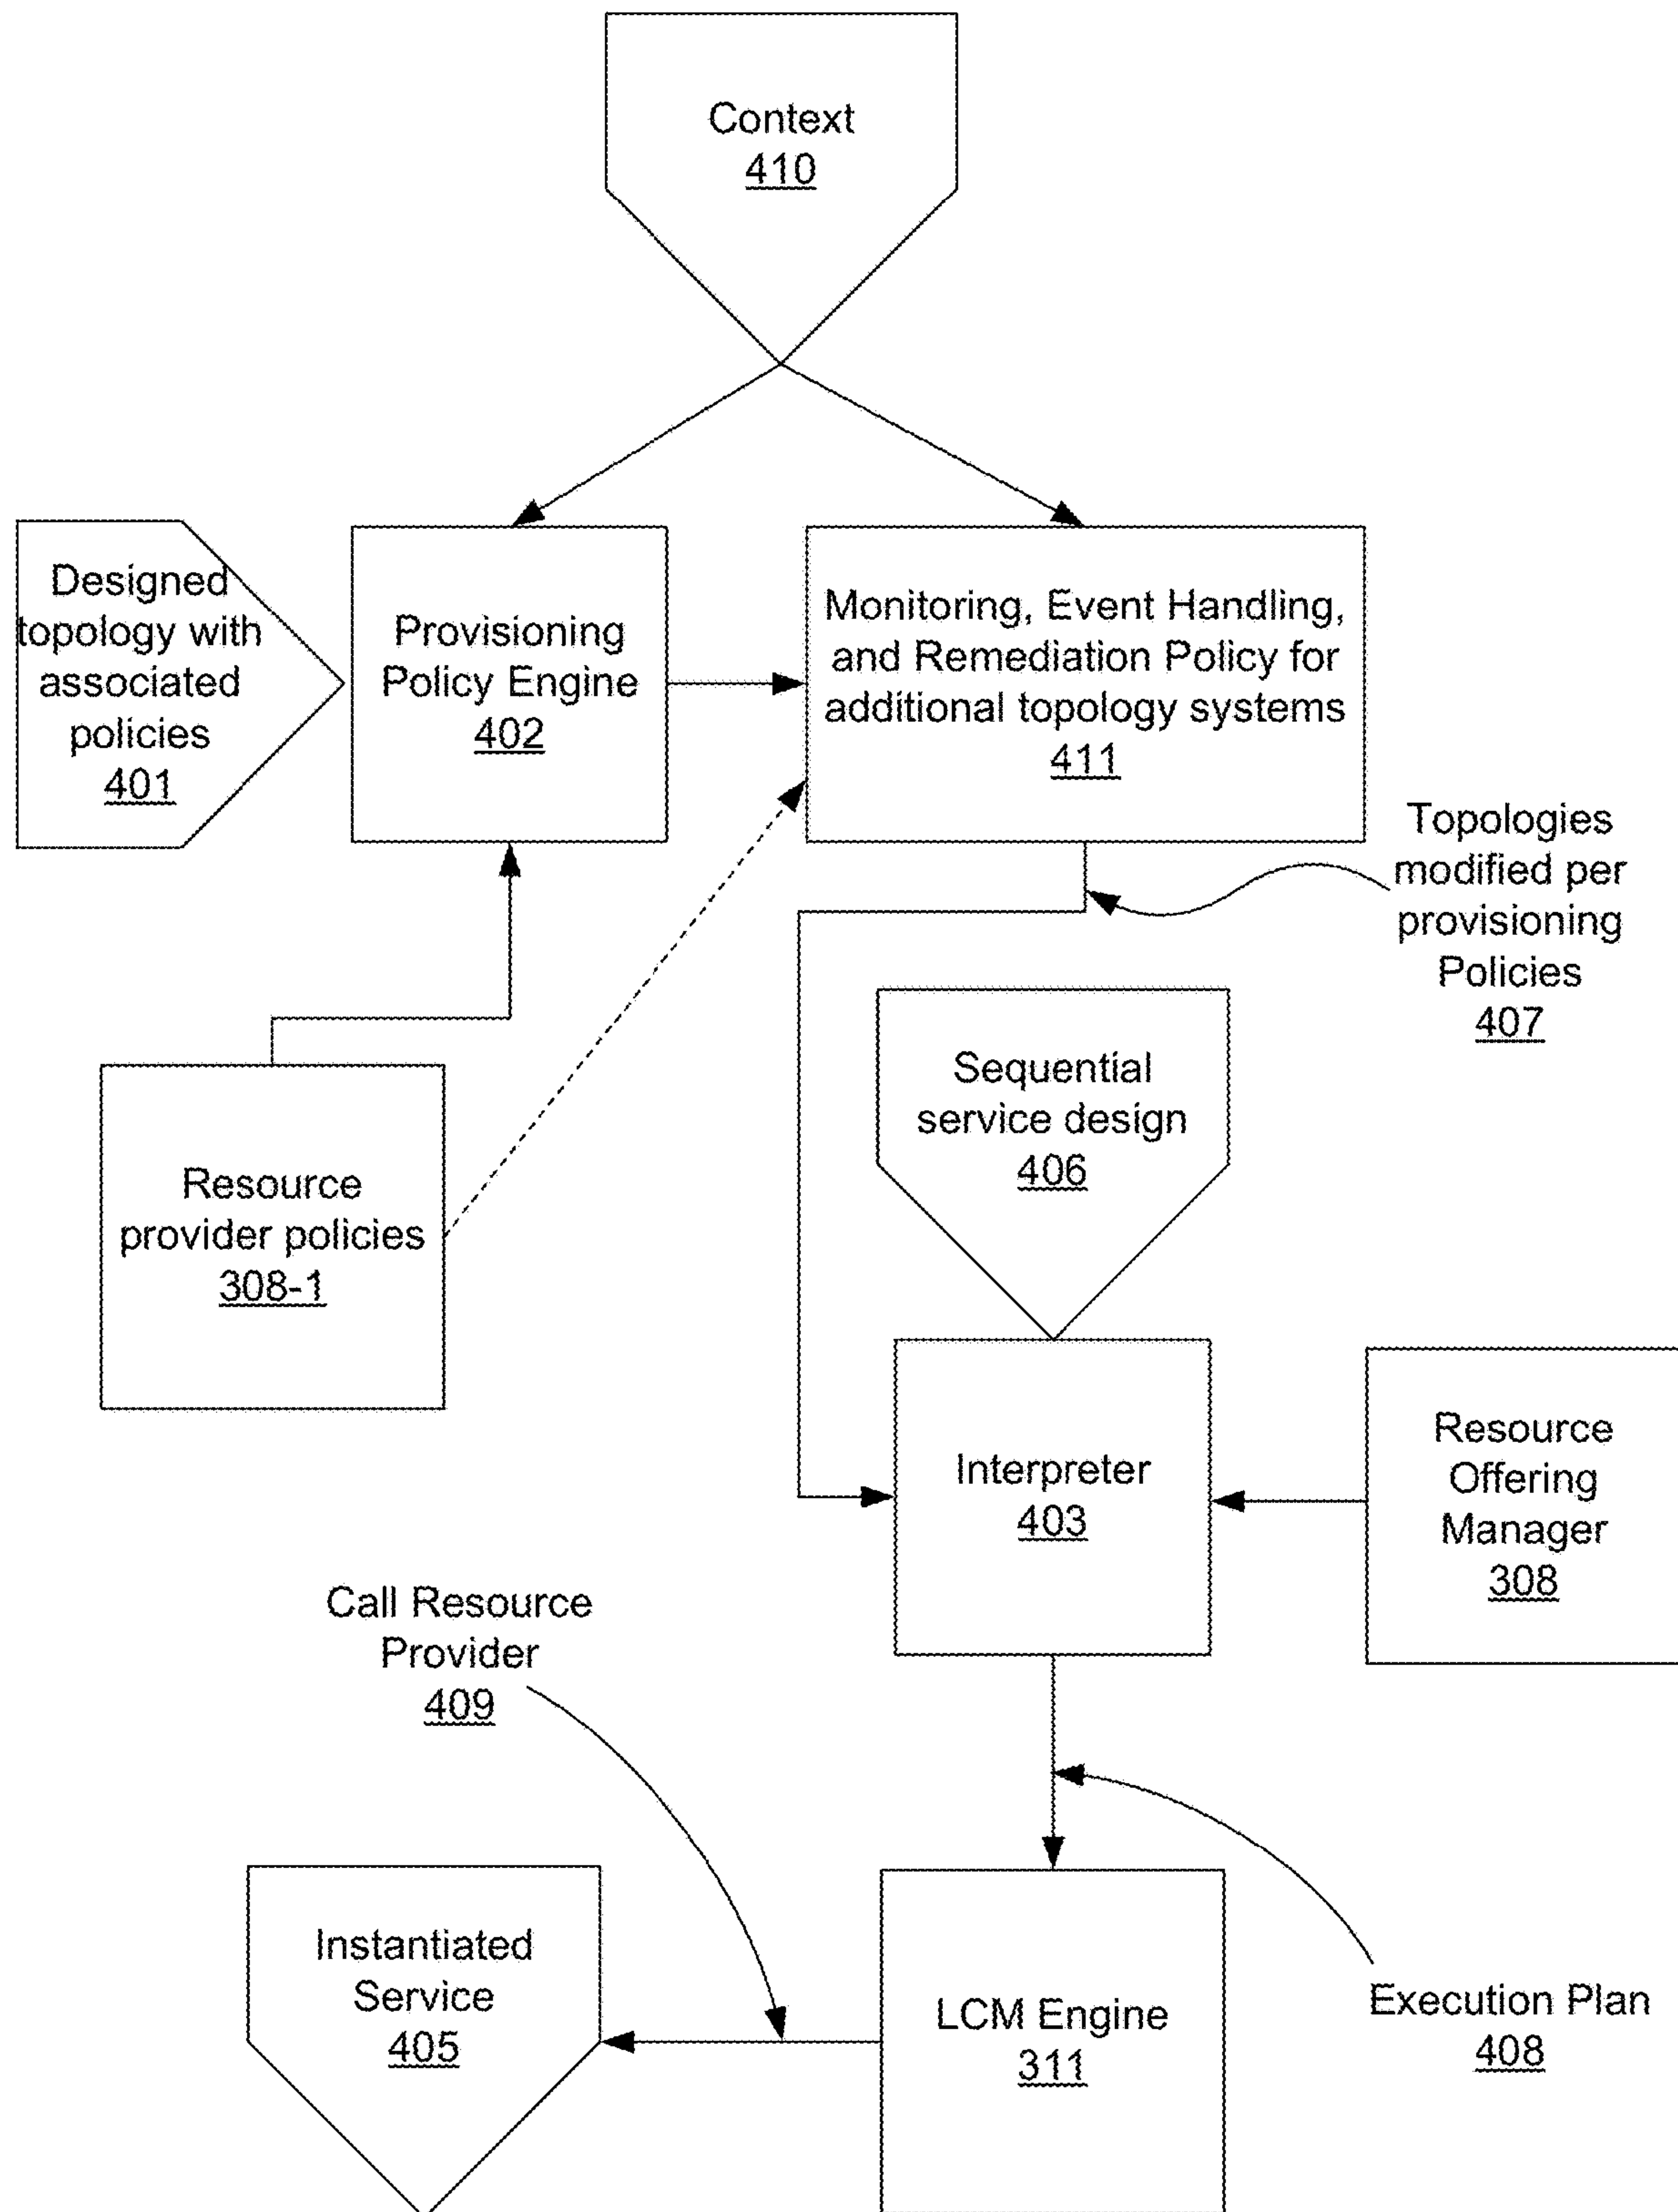 Context
410
Designed
topology with
associated
policies
401
Provisioning
Policy Engine
402
Monitoring, Event Handling,
and Remediation Policy for
additional topology systems
411
Topologies
modified per
provisioning
Policies
407
Resource
provider policies
308-1
Sequential
service design
406
Interpreter
403
Resource
Offering
Manager
308
Call Resource
Provider
409
Instantiated
Service
405
LCM Engine
311
Execution Plan
408